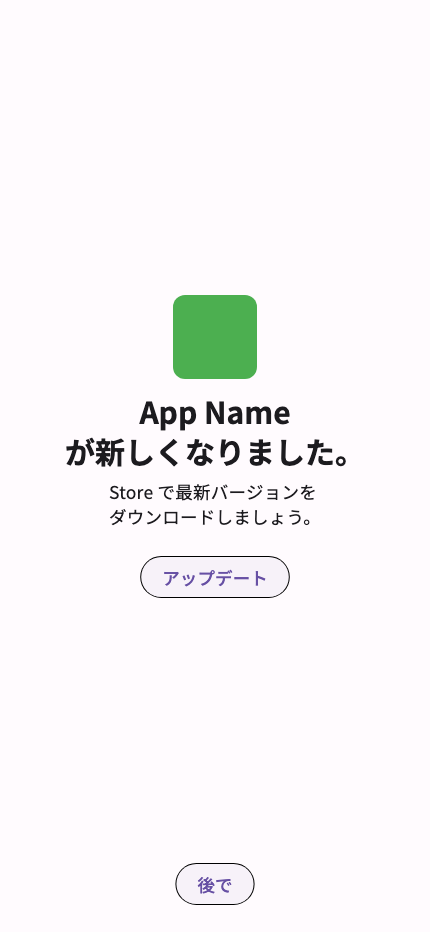 App Name
が新しくなりました。
Store で最新バージョンを
ダウンロードしましょう。
アップデート
後で